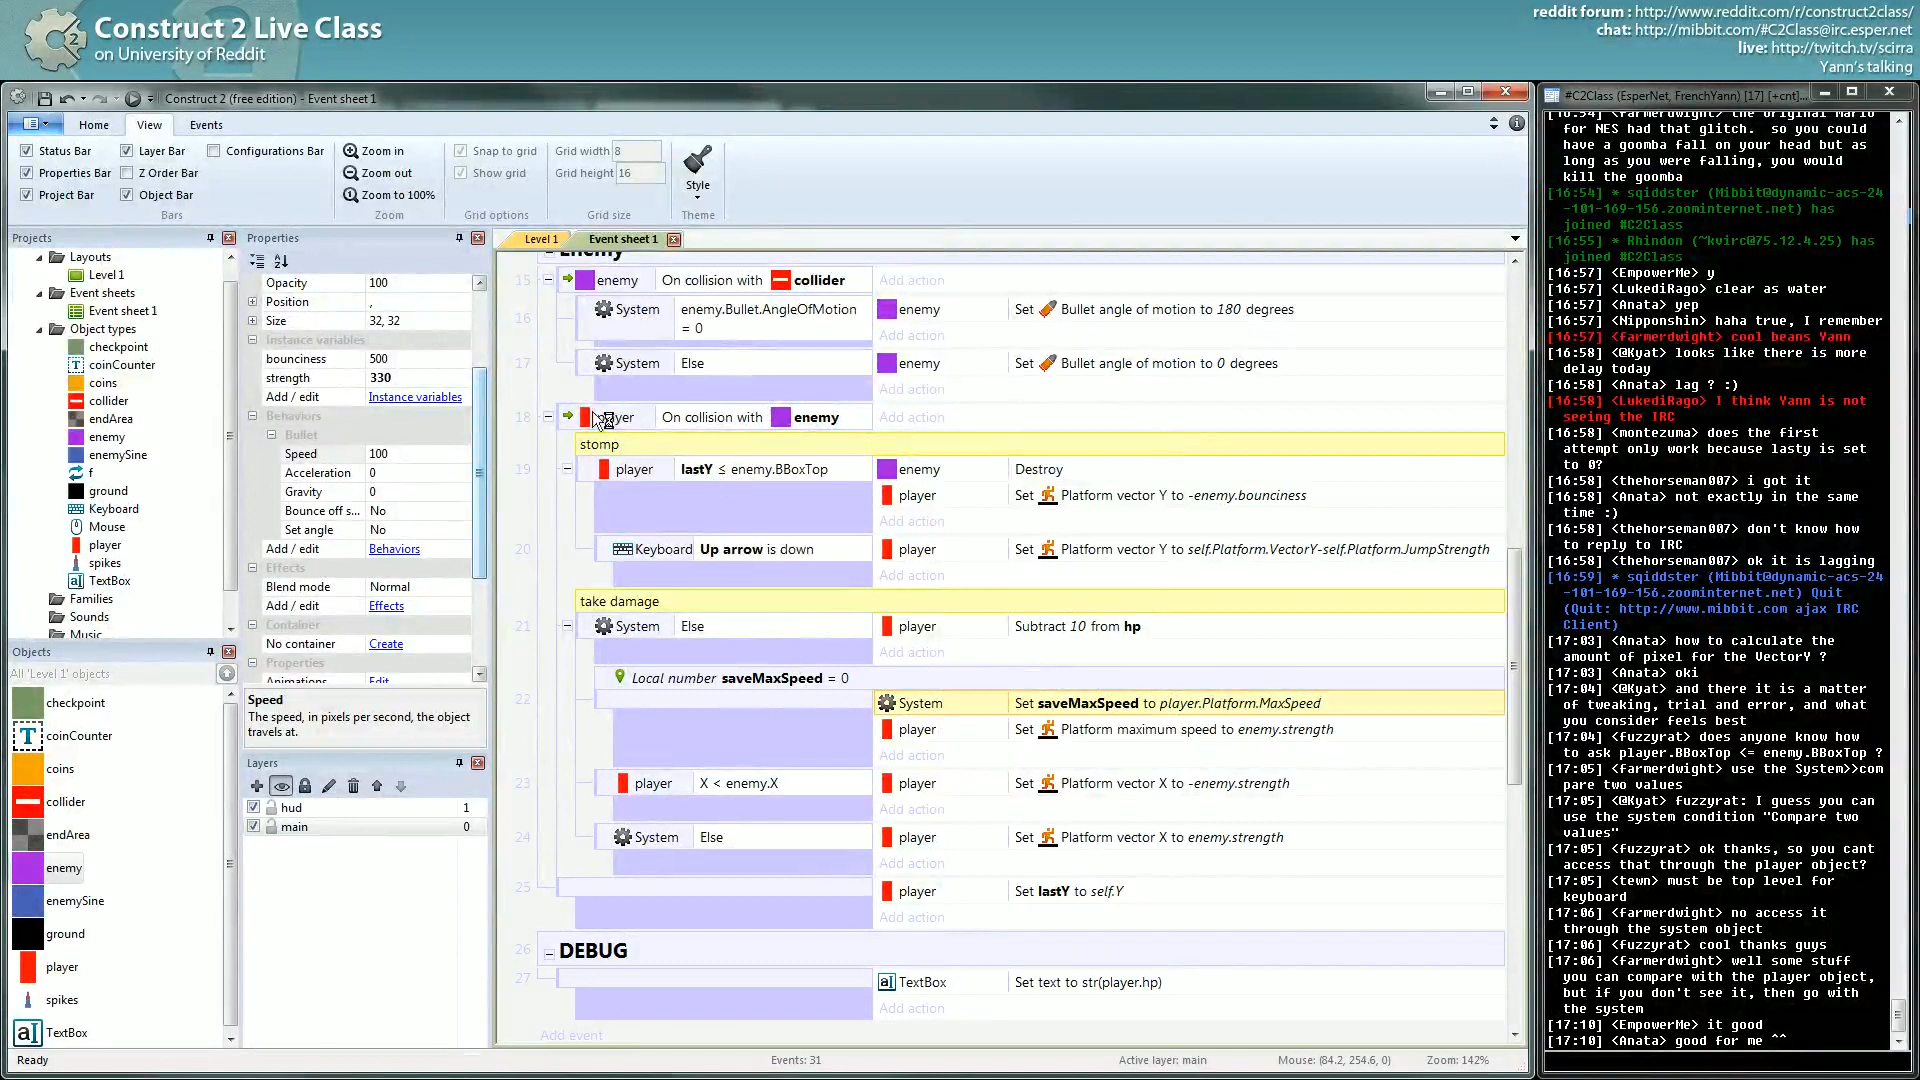 Construct 2 Live Class
on University of Reddit
reddit forum : http://www.reddit.com/r/construct2class/
chat: http://mibbit.com/#C2Class@irc.esper.net
live: http://twitch.tv/scirra
Yann's talking
Construct 2 (free edition) - Event sheet 1
Home View Events
Status Bar Layer Bar Configurations Bar Zoom in Snap to grid Grid width 8
Properties Bar Z Order Bar Zoom out Show grid Grid height 16
Project Bar Object Bar Zoom to 100% Style
Bars Zoom Grid options Grid size Theme
Projects
Layouts
Level 1
Event sheets
Event sheet 1
Object types
checkpoint
coinCounter
coins
collider
endArea
enemy
enemySine
f
ground
Keyboard
Mouse
player
spikes
TextBox
Families
Sounds
Music
Objects
All 'Level 1' objects
checkpoint
coinCounter
coins
collider
endArea
enemy
enemySine
ground
player
spikes
TextBox
Properties
Opacity 100
Position ,
Size 32, 32
Instance variables
bounciness 500
strength 330
Add / edit Instance variables
Behaviors
Bullet
Speed 100
Acceleration 0
Gravity 0
Bounce off s... No
Set angle No
Add / edit Behaviors
Effects
Blend mode Normal
Add / edit Effects
Container
No container Create
Properties
Animations Edit
Speed
The speed, in pixels per second, the object
travels at.
Layers
hud 1
main 0
Level 1 Event sheet 1
Enemy
15 enemy On collision with collider Add action
16 System enemy.Bullet.AngleOfMotion = 0 enemy Set Bullet angle of motion to 180 degrees
Add action
17 System Else enemy Set Bullet angle of motion to 0 degrees
Add action
18 player On collision with enemy Add action
stomp
19 player lastY ≤ enemy.BBoxTop enemy Destroy
player Set Platform vector Y to -enemy.bounciness
Add action
20 Keyboard Up arrow is down player Set Platform vector Y to self.Platform.VectorY-self.Platform.JumpStrength
Add action
take damage
21 System Else player Subtract 10 from hp
Add action
Local number saveMaxSpeed = 0
22 System Set saveMaxSpeed to player.Platform.MaxSpeed
player Set Platform maximum speed to enemy.strength
Add action
23 player X < enemy.X player Set Platform vector X to -enemy.strength
Add action
24 System Else player Set Platform vector X to enemy.strength
Add action
25 player Set lastY to self.Y
Add action
26 DEBUG
27 TextBox Set text to str(player.hp)
Add action
Add event
Ready Events: 31 Active layer: main Mouse: (84.2, 254.6, 0) Zoom: 142%
#C2Class (EsperNet, FrenchYann) [17] [+cnt]...
[16:54] <farmerdwight> the original Mario
for NES had that glitch. so you could
have a goomba fall on your head but as
long as you were falling, you would
kill the goomba
[16:54] * sqiddster (Mibbit@dynamic-acs-24
-101-169-156.zoominternet.net) has
joined #C2Class
[16:55] * Rhindon (~kvirc@75.12.4.25) has
joined #C2Class
[16:57] <EmpowerMe> y
[16:57] <LukediRago> clear as water
[16:57] <Anata> yep
[16:57] <Nipponshin> haha true, I remember
[16:57] <farmerdwight> cool beans Yann
[16:58] <@Kyat> looks like there is more
delay today
[16:58] <Anata> lag ? :)
[16:58] <LukediRago> I think Yann is not
seeing the IRC
[16:58] <montezuma> does the first
attempt only work because lasty is set
to 0?
[16:58] <thehorseman007> i got it
[16:58] <Anata> not exactly in the same
time :)
[16:58] <thehorseman007> don't know how
to reply to IRC
[16:58] <thehorseman007> ok it is lagging
[16:59] * sqiddster (Mibbit@dynamic-acs-24
-101-169-156.zoominternet.net) Quit
(Quit: http://www.mibbit.com ajax IRC
Client)
[17:03] <Anata> how to calculate the
amount of pixel for the VectorY ?
[17:03] <Anata> oki
[17:04] <@Kyat> and there it is a matter
of tweaking, trial and error, and what
you consider feels best
[17:04] <fuzzyrat> does anyone know how
to ask player.BBoxTop <= enemy.BBoxTop ?
[17:05] <farmerdwight> use the System>>com
pare two values
[17:05] <@Kyat> fuzzyrat: I guess you can
use the system condition "Compare two
values"
[17:05] <fuzzyrat> ok thanks, so you cant
access that through the player object?
[17:05] <tewn> must be top level for
keyboard
[17:06] <farmerdwight> no access it
through the system object
[17:06] <fuzzyrat> cool thanks guys
[17:06] <farmerdwight> well some stuff
you can compare with the player object,
but if you don't see it, then go with
the system
[17:10] <EmpowerMe> it good
[17:10] <Anata> good for me ^^